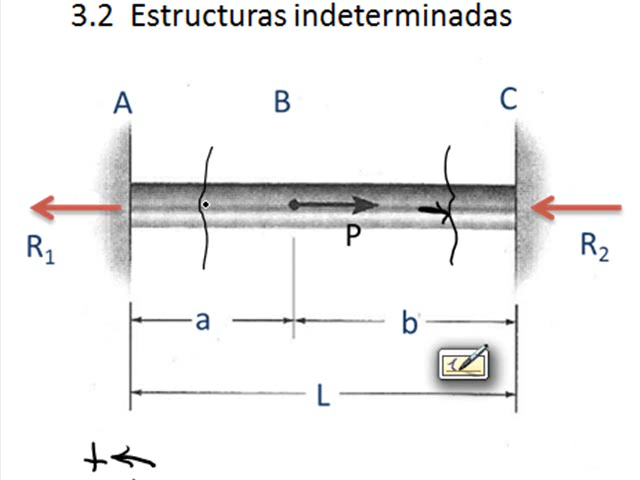 3.2 Estructuras indeterminadas
A B C
R₁ P R₂
a b
L
+←